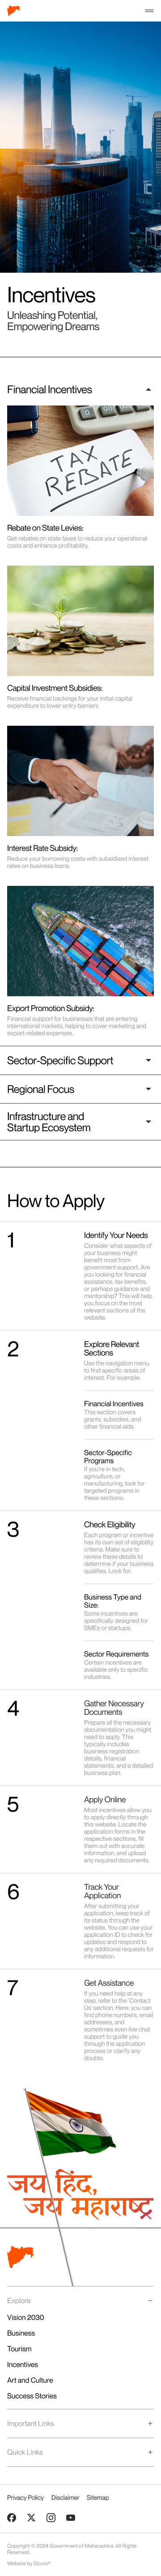 Incentives
Unleashing Potential,
Empowering Dreams
Financial Incentives
TAX
REBATE
Rebate on State Levies:
Get rebates on state taxes to reduce your operational
costs and enhance profitability.
Capital Investment Subsidies:
Receive financial backings for your initial capital
expenditure to lower entry barriers
Interest Rate Subsidy:
Reduce your borrowing costs with subsidized interest
rates on business loans.
Export Promotion Subsidy:
Financial support for businesses that are entering
international markets, helping to cover marketing and
export-related expenses.
Sector-Specific Support
Regional Focus
Infrastructure and
Startup Ecosystem
How to Apply
1
Identify Your Needs
Consider what aspects of
your business might
benefit most from
government support. Are
you looking for financial
assistance, tax benefits,
or perhaps guidance and
mentorship? This will help
you focus on the most
relevant sections of the
website.
2
Explore Relevant
Sections
Use the navigation menu
to find specific areas of
interest. For example:
Financial Incentives
This section covers
grants, subsidies, and
other financial aids.
Sector-Specific
Programs
If you're in tech,
agriculture, or
manufacturing, look for
targeted programs in
these sections.
3
Check Eligibility
Each program or incentive
has its own set of eligibility
criteria. Make sure to
review these details to
determine if your business
qualifies. Look for:
Business Type and
Size:
Some incentives are
specifically designed for
SMEs or startups.
Sector Requirements
Certain incentives are
available only to specific
industries.
4
Gather Necessary
Documents
Prepare all the necessary
documentation you might
need to apply. This
typically includes
business registration
details, financial
statements, and a detailed
business plan.
5
Apply Online
Most incentives allow you
to apply directly through
this website. Locate the
application forms in the
respective sections, fill
them out with accurate
information, and upload
any required documents.
6
Track Your
Application
After submitting your
application, keep track of
its status through the
website. You can use your
application ID to check for
updates and respond to
any additional requests for
information.
7
Get Assistance
If you need help at any
step, refer to the 'Contact
Us' section. Here, you can
find phone numbers, email
addresses, and
sometimes even live chat
support to guide you
through the application
process or clarify any
doubts.
जय हिंद,
जय महाराष्ट्र
Explore
Vision 2030
Business
Tourism
Incentives
Art and Culture
Success Stories
Important Links
Quick Links
Privacy Policy Disclaimer Sitemap
Copyright © 2024 Government of Maharashtra. All Rights
Reserved.
Website by Stuvio®